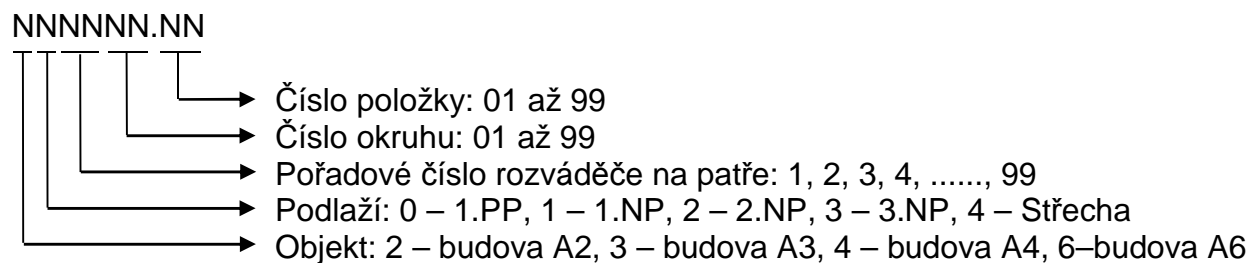 NNNNNN.NN
Číslo položky: 01 až 99
Číslo okruhu: 01 až 99
Pořadové číslo rozváděče na patře: 1, 2, 3, 4, ......, 99
Podlaží: 0 – 1.PP, 1 – 1.NP, 2 – 2.NP, 3 – 3.NP, 4 – Střecha
Objekt: 2 – budova A2, 3 – budova A3, 4 – budova A4, 6–budova A6